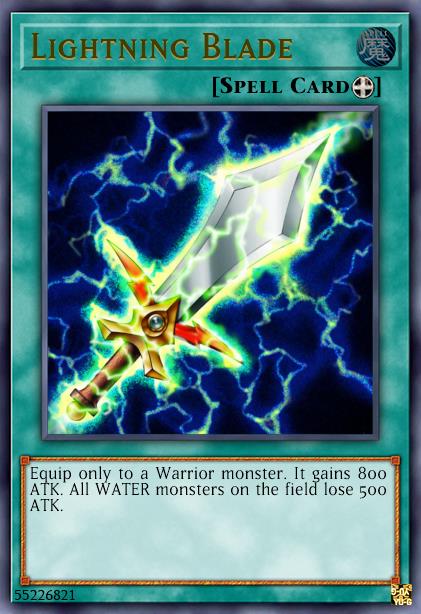 Lightning Blade
魔
[Spell Card]
Equip only to a Warrior monster. It gains 800
ATK. All WATER monsters on the field lose 500
ATK.
55226821